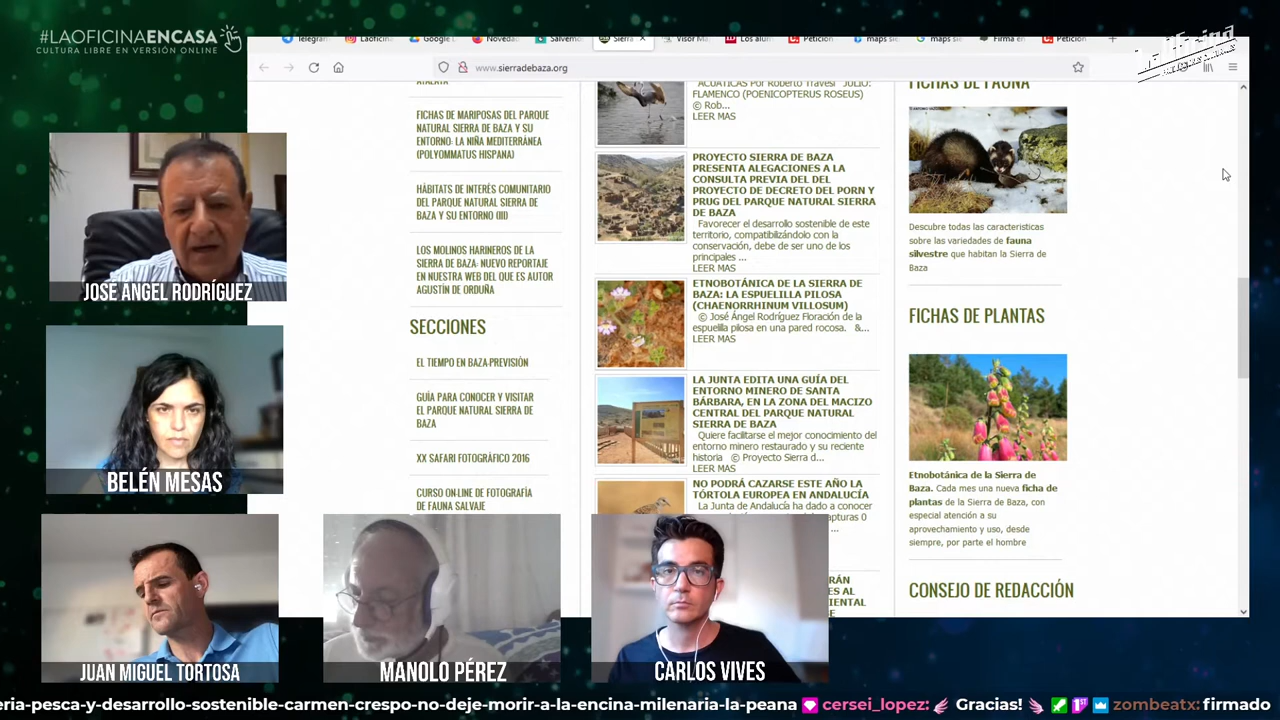 #LAOFICINAENCASA
CULTURA LIBRE EN VERSIÓN ONLINE
Telegram
Laoficin
Google D
Noveda
Salvemo
Sierra
Visor Ma
Los alum
Petición
maps sie
maps sie
Firma en
Petición
www.sierradebaza.org
FICHAS DE MARIPOSAS DEL PARQUE
NATURAL SIERRA DE BAZA Y SU
ENTORNO: LA NIÑA MEDITERRÁNEA
(POLYOMMATUS HISPANA)
HÁBITATS DE INTERÉS COMUNITARIO
DEL PARQUE NATURAL SIERRA DE
BAZA Y SU ENTORNO (III)
LOS MOLINOS HARINEROS DE LA
SIERRA DE BAZA: NUEVO REPORTAJE
EN NUESTRA WEB DEL QUE ES AUTOR
AGUSTÍN DE ORDUÑA
SECCIONES
EL TIEMPO EN BAZA-PREVISIÓN
GUÍA PARA CONOCER Y VISITAR
EL PARQUE NATURAL SIERRA DE
BAZA
XX SAFARI FOTOGRÁFICO 2016
CURSO ON-LINE DE FOTOGRAFÍA
DE FAUNA SALVAJE
ACUÁTICAS Por Roberto Travesí JULIO:
FLAMENCO (POENICOPTERUS ROSEUS)
© Rob...
LEER MAS
PROYECTO SIERRA DE BAZA
PRESENTA ALEGACIONES A LA
CONSULTA PREVIA DEL DEL
PROYECTO DE DECRETO DEL PORN Y
PRUG DEL PARQUE NATURAL SIERRA
DE BAZA
Favorecer el desarrollo sostenible de este
territorio, compatibilizándolo con la
conservación, debe de ser uno de los
principales ...
LEER MAS
ETNOBOTÁNICA DE LA SIERRA DE
BAZA: LA ESPUELILLA PILOSA
(CHAENORRHINUM VILLOSUM)
© José Ángel Rodríguez Floración de la
espuelilla pilosa en una pared rocosa. &...
LEER MAS
LA JUNTA EDITA UNA GUÍA DEL
ENTORNO MINERO DE SANTA
BÁRBARA, EN LA ZONA DEL MACIZO
CENTRAL DEL PARQUE NATURAL
SIERRA DE BAZA
Quiere facilitarse el mejor conocimiento del
entorno minero restaurado y su reciente
historia © Proyecto Sierra d...
LEER MAS
NO PODRÁ CAZARSE ESTE AÑO LA
TÓRTOLA EUROPEA EN ANDALUCÍA
La Junta de Andalucía ha dado a conocer
capturas 0
...
RÁN
ES AL
IENTAL
FICHAS DE FAUNA
Descubre todas las caracteristicas
sobre las variedades de fauna
silvestre que habitan la Sierra de
Baza
FICHAS DE PLANTAS
Etnobotánica de la Sierra de
Baza. Cada mes una nueva ficha de
plantas de la Sierra de Baza, con
especial atención a su
aprovechamiento y uso, desde
siempre, por parte el hombre
CONSEJO DE REDACCIÓN
JOSE ANGEL RODRÍGUEZ
BELÉN MESAS
JUAN MIGUEL TORTOSA
MANOLO PÉREZ
CARLOS VIVES
eria-pesca-y-desarrollo-sostenible-carmen-crespo-no-deje-morir-a-la-encina-milenaria-la-peana cersei_lopez: Gracias! 1st zombeatx: firmado